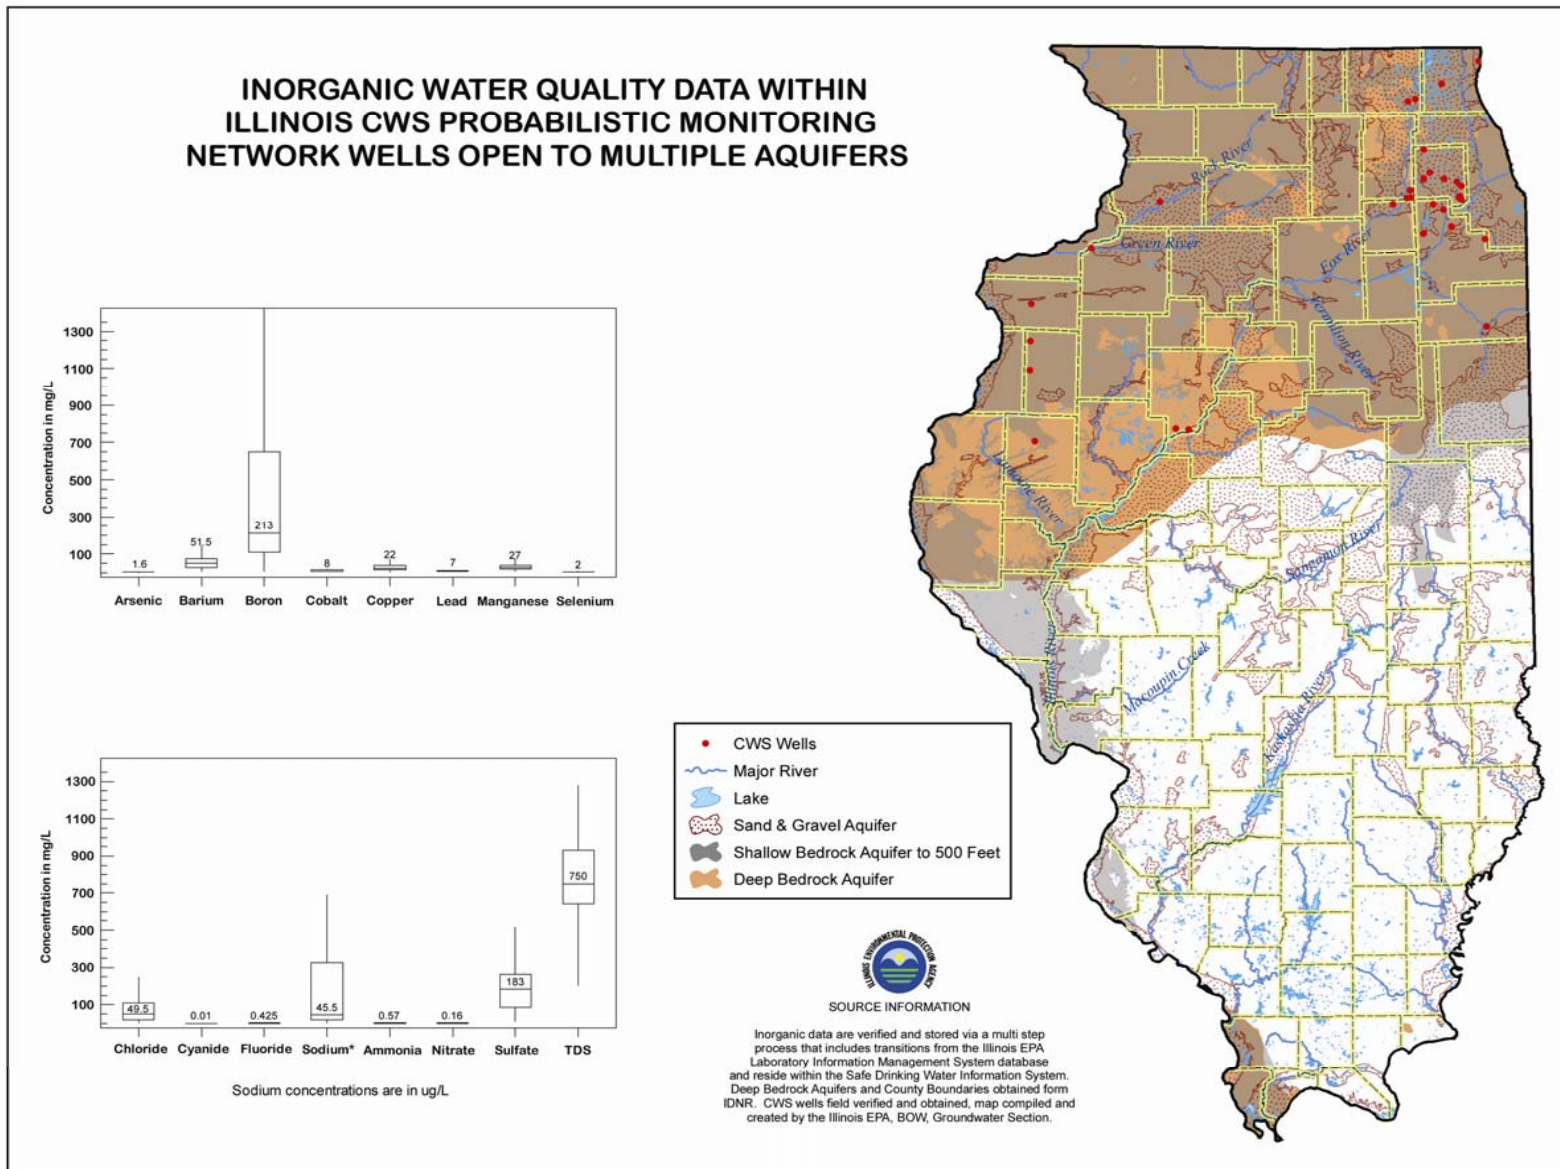 INORGANIC WATER QUALITY DATA WITHIN
ILLINOIS CWS PROBABILISTIC MONITORING
NETWORK WELLS OPEN TO MULTIPLE AQUIFERS
Concentration in mg/L
1300
1100
900
700
500
300
100
1.6
51.5
213
8
22
7
27
2
Arsenic Barium Boron Cobalt Copper Lead Manganese Selenium
Concentration in mg/L
1300
1100
900
700
500
300
100
49.5
0.01
0.425
45.5
0.57
0.16
183
750
Chloride Cyanide Fluoride Sodium* Ammonia Nitrate Sulfate TDS
Sodium concentrations are in ug/L
CWS Wells
Major River
Lake
Sand & Gravel Aquifer
Shallow Bedrock Aquifer to 500 Feet
Deep Bedrock Aquifer
ILLINOIS ENVIRONMENTAL PROTECTION AGENCY
SOURCE INFORMATION
Inorganic data are verified and stored via a multi step
process that includes transitions from the Illinois EPA
Laboratory Information Management System database
and reside within the Safe Drinking Water Information System.
Deep Bedrock Aquifers and County Boundaries obtained form
IDNR. CWS wells field verified and obtained, map compiled and
created by the Illinois EPA, BOW, Groundwater Section.
Rock River
Green River
Fox River
Vermilion River
Lamoine River
Sangamon River
Illinois River
Macoupin Creek
Kaskaskia River